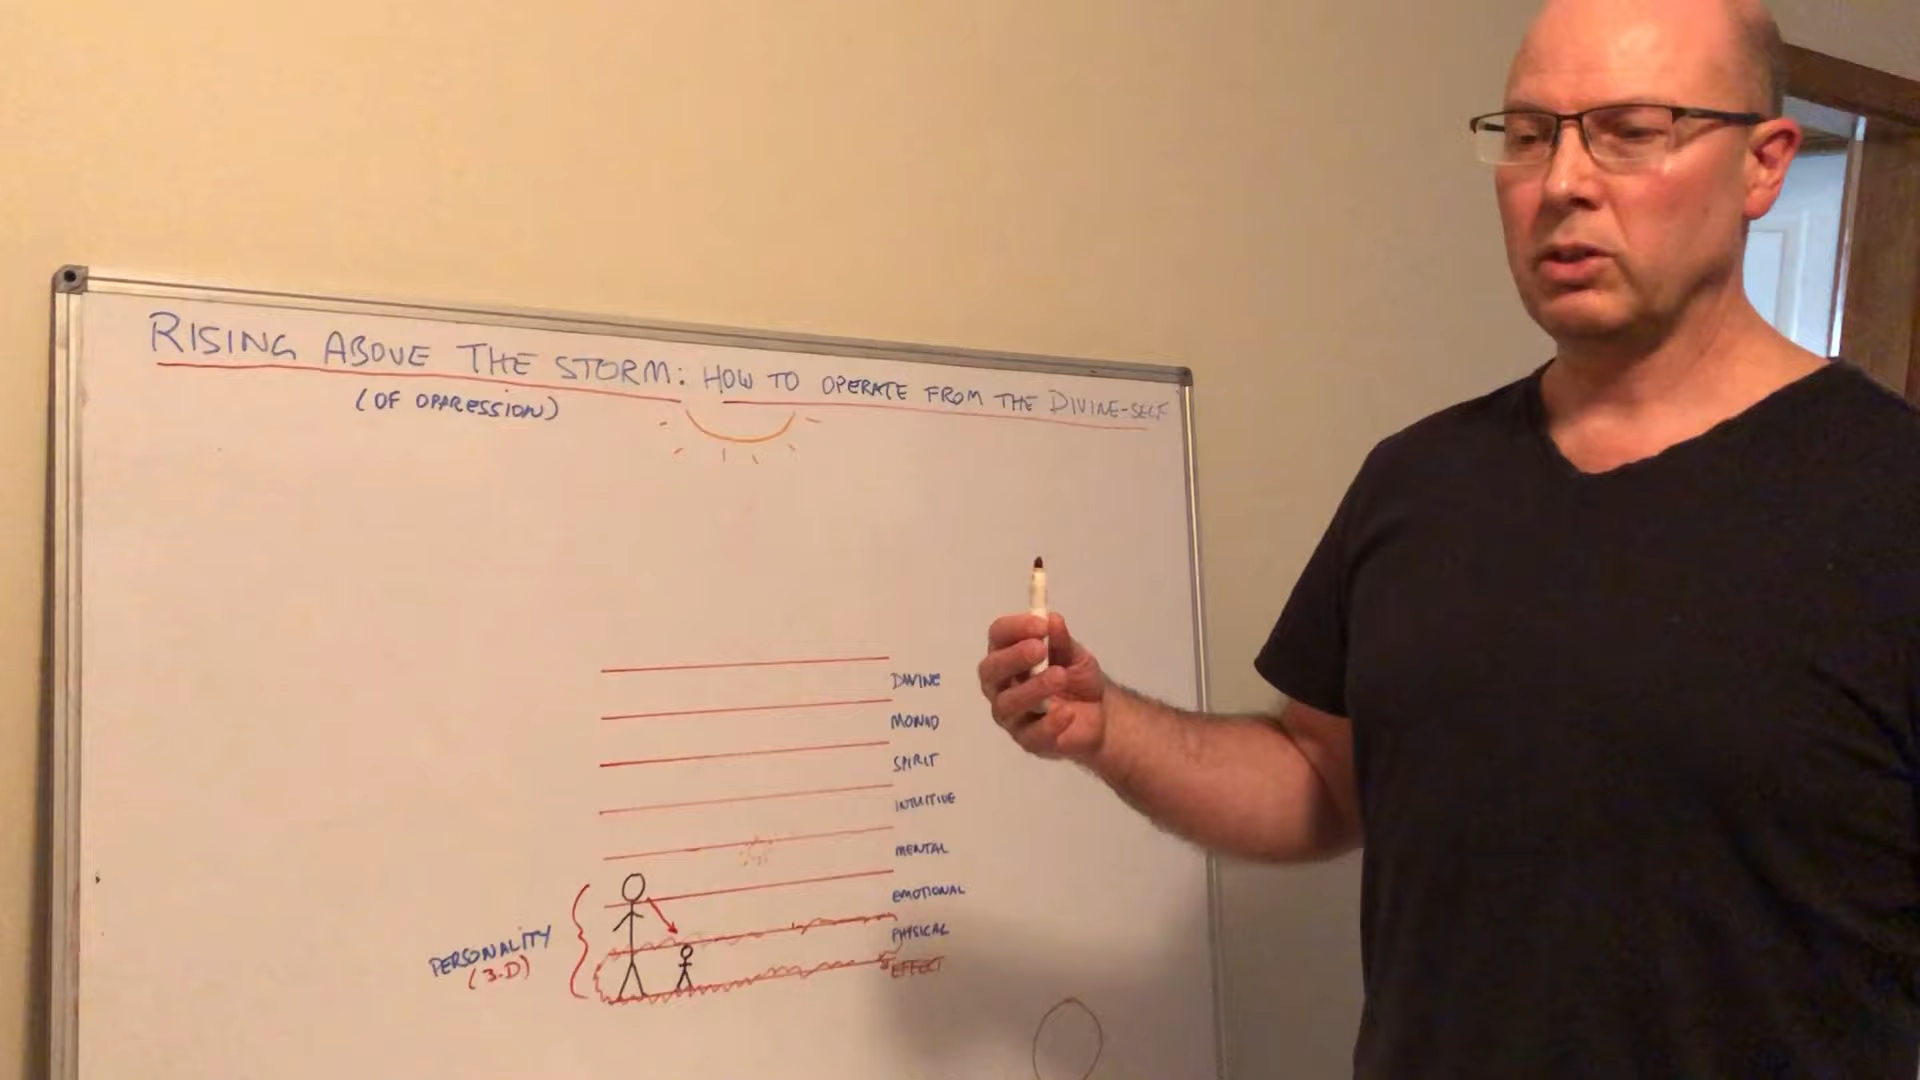 RISING ABOVE THE STORM: HOW TO OPERATE FROM THE DIVINE-SELF
(OF OPPRESSION)
DIVINE
MONAD
SPIRIT
INTUITIVE
MENTAL
EMOTIONAL
PHYSICAL
PERSONALITY
(3-D)
EFFECT